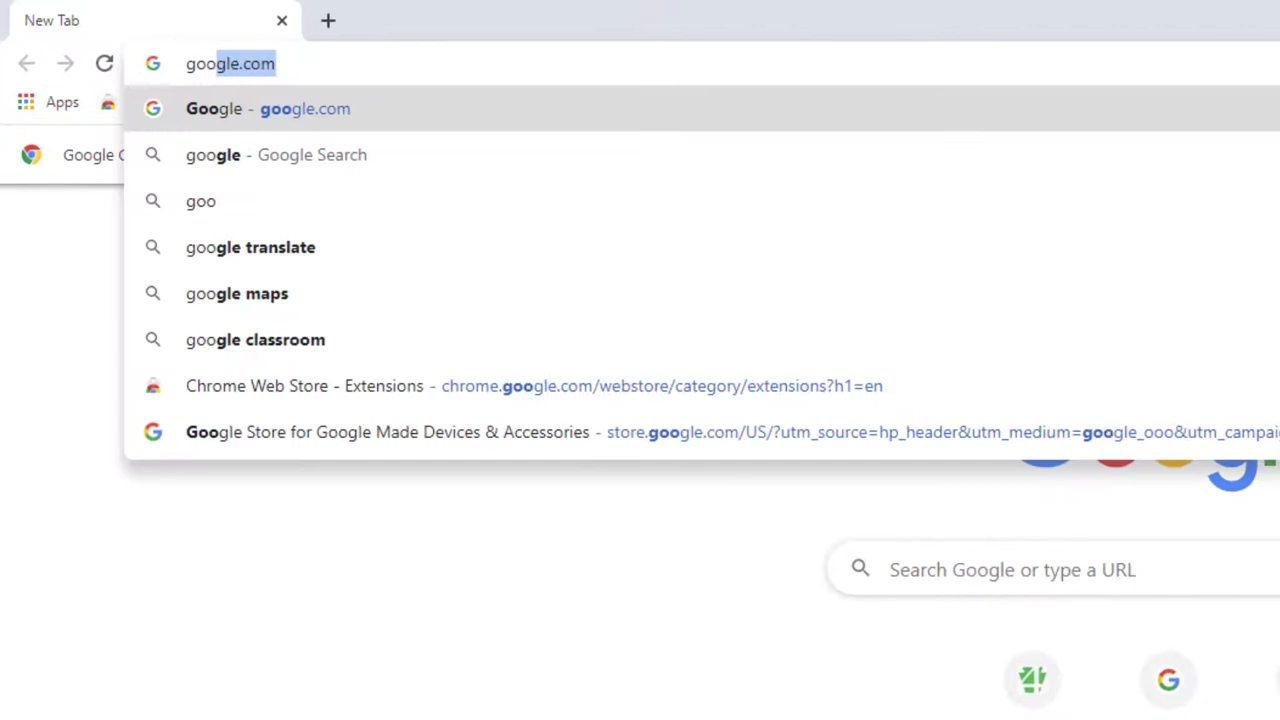 New Tab
google.com
Apps
Google - google.com
Google
google - Google Search
goo
google translate
google maps
google classroom
Chrome Web Store - Extensions - chrome.google.com/webstore/category/extensions?h1=en
Google Store for Google Made Devices & Accessories - store.google.com/US/?utm_source=hp_header&utm_medium=google_ooo&utm_campai
Search Google or type a URL